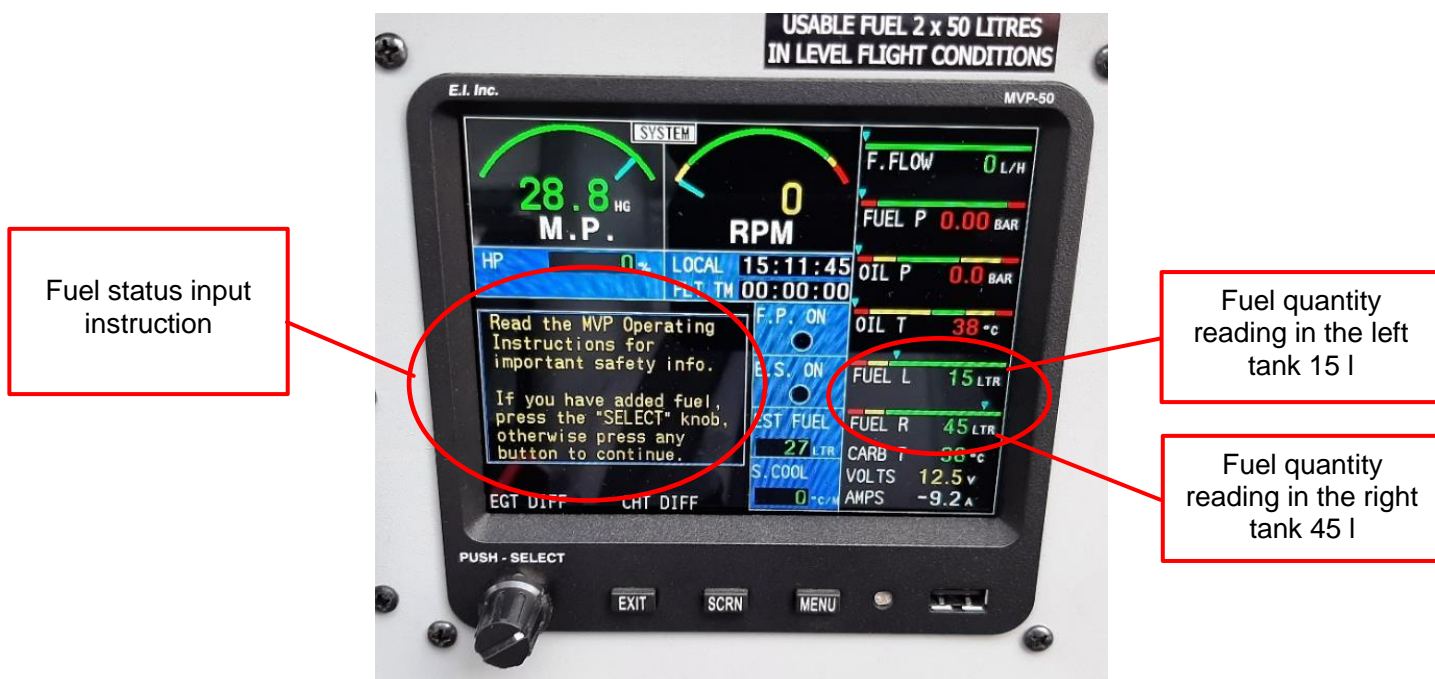 USABLE FUEL 2 x 50 LITRES
IN LEVEL FLIGHT CONDITIONS
E.I. Inc.
MVP-50
SYSTEM
28.8 HG
M.P.
0
RPM
HP 0 %
LOCAL 15:11:45
FLT TM 00:00:00
F.FLOW 0 L/H
FUEL P 0.00 BAR
OIL P 0.0 BAR
OIL T 38 °C
FUEL L 15 LTR
FUEL R 45 LTR
CARB T 38 °C
VOLTS 12.5 V
AMPS -9.2 A
Read the MVP Operating
Instructions for
important safety info.
If you have added fuel,
press the "SELECT" knob,
otherwise press any
button to continue.
F.P. ON
E.S. ON
EST FUEL
27 LTR
S.COOL
0 °C/M
EGT DIFF CHT DIFF
PUSH - SELECT
EXIT SCRN MENU
Fuel status input
instruction
Fuel quantity
reading in the left
tank 15 l
Fuel quantity
reading in the right
tank 45 l